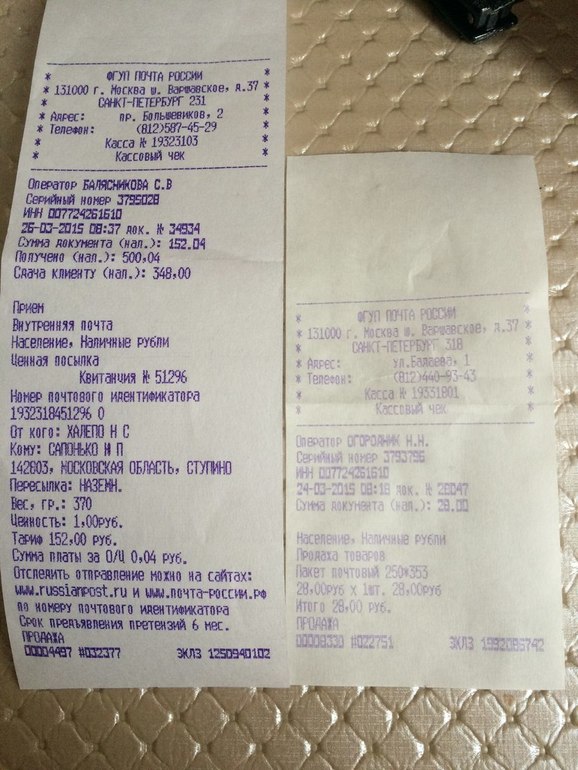 * ФГУП ПОЧТА РОССИИ *
* 131000 г. Москва ш. Варшавское, д.37 *
* САНКТ-ПЕТЕРБУРГ 231 *
* Адрес: пр. Большевиков, 2 *
* Телефон: (812)587-45-29 *
* Касса № 19323103 *
* Кассовый чек *
Оператор БАЛЯСНИКОВА С.В
Серийный номер 3795028
ИНН 007724261610
26-03-2015 08:37 док. № 34934
Сумма документа (нал.): 152.04
Получено (нал.): 500,04
Сдача клиенту (нал.): 348,00
Прием
Внутренняя почта
Население, Наличные рубли
Ценная посылка
Квитанция № 51296
Номер почтового идентификатора
1932318451296 0
От кого: ХАЛЕПО Н С
Кому: САПОНЬКО И П
142803, МОСКОВСКАЯ ОБЛАСТЬ, СТУПИНО
Пересылка: НАЗЕМН.
Вес, гр.: 370
Ценность: 1,00руб.
Тариф 152,00 руб.
Сумма платы за О/Ц 0,04 руб.
Отследить отправление можно на сайтах:
www.russianpost.ru и www.почта-россии.рф
по номеру почтового идентификатора
Срок предъявления претензий 6 мес.
ПРОДАЖА
00004497 #032377 ЭКЛЗ 1250940102
* ФГУП ПОЧТА РОССИИ *
* 131000 г. Москва ш. Варшавское, д.37 *
* САНКТ-ПЕТЕРБУРГ 318 *
* Адрес: ул.Балаева, 1 *
* Телефон: (812)440-93-43 *
* Касса № 19331801 *
* Кассовый чек *
Оператор ОГОРОДНИК Н.Н.
Серийный номер 3793796
ИНН 007724261610
24-03-2015 08:18 док. № 20047
Сумма документа (нал.): 28.00
Население, Наличные рубли
Продажа товаров
Пакет почтовый 250*353
28,00руб х 1шт. 28,00руб
Итого 28,00 руб.
ПРОДАЖА
00009330 #022751 ЭКЛЗ 1992095742